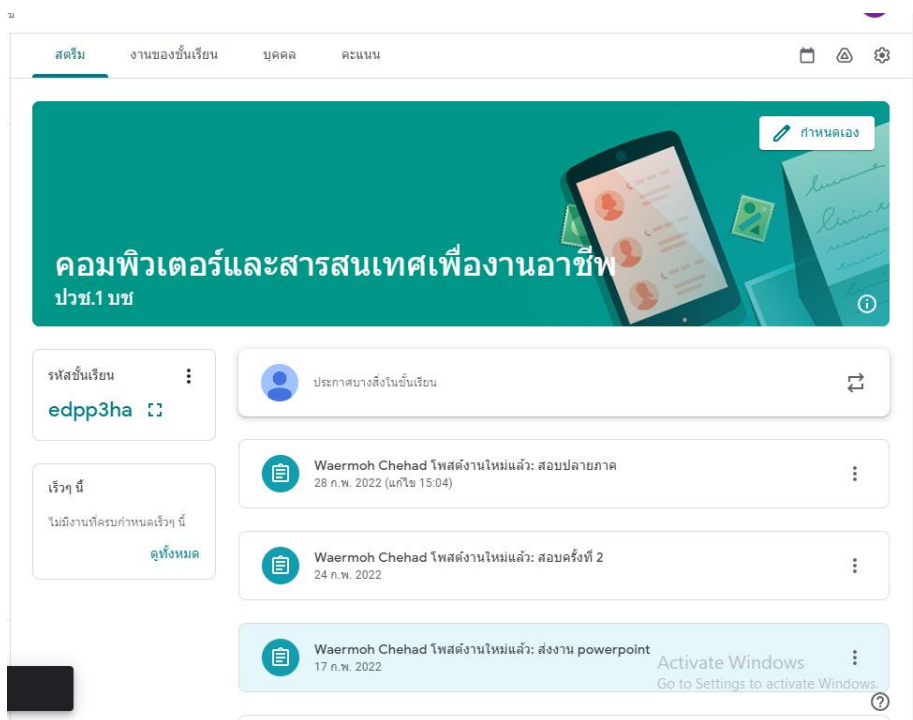 สตรีม
งานของชั้นเรียน
บุคคล
คะแนน
กำหนดเอง
คอมพิวเตอร์และสารสนเทศเพื่องานอาชีพ
ปวช.1 บช
รหัสชั้นเรียน
edpp3ha
ประกาศบางสิ่งในชั้นเรียน
เร็วๆ นี้
ไม่มีงานที่ครบกำหนดเร็วๆ นี้
ดูทั้งหมด
Waermoh Chehad โพสต์งานใหม่แล้ว: สอบปลายภาค
28 ก.พ. 2022 (แก้ไข 15:04)
Waermoh Chehad โพสต์งานใหม่แล้ว: สอบครั้งที่ 2
24 ก.พ. 2022
Waermoh Chehad โพสต์งานใหม่แล้ว: ส่งงาน powerpoint
17 ก.พ. 2022
Activate Windows
Go to Settings to activate Windows.